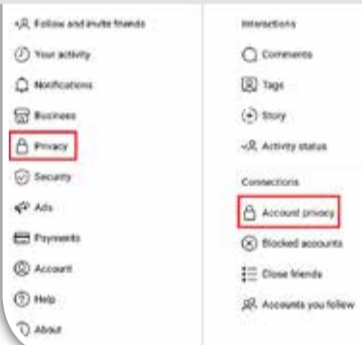 Follow and invite friends
Your activity
Notifications
Business
Privacy
Security
Ads
Payments
Account
Help
About
Interactions
Comments
Tags
Story
Activity status
Connections
Account privacy
Blocked accounts
Close friends
Accounts you follow